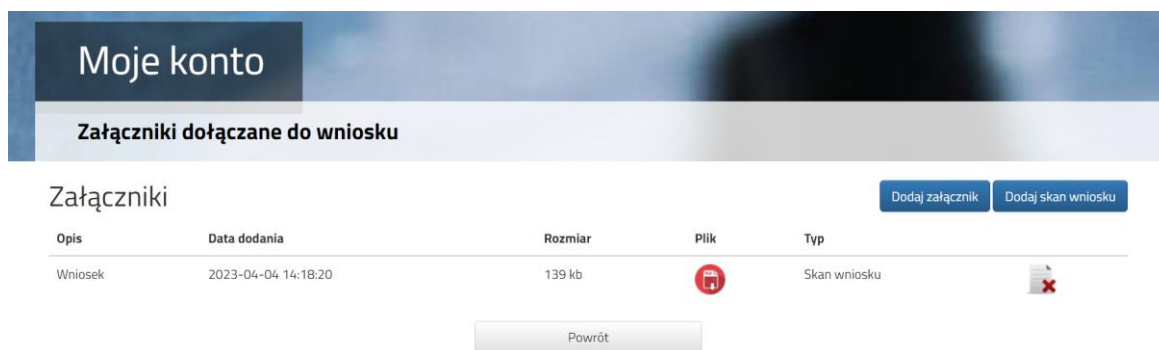 Moje konto
Załączniki dołączane do wniosku
Załączniki
Dodaj załącznik Dodaj skan wniosku
Opis Data dodania Rozmiar Plik Typ
Wniosek 2023-04-04 14:18:20 139 kb Skan wniosku
Powrót